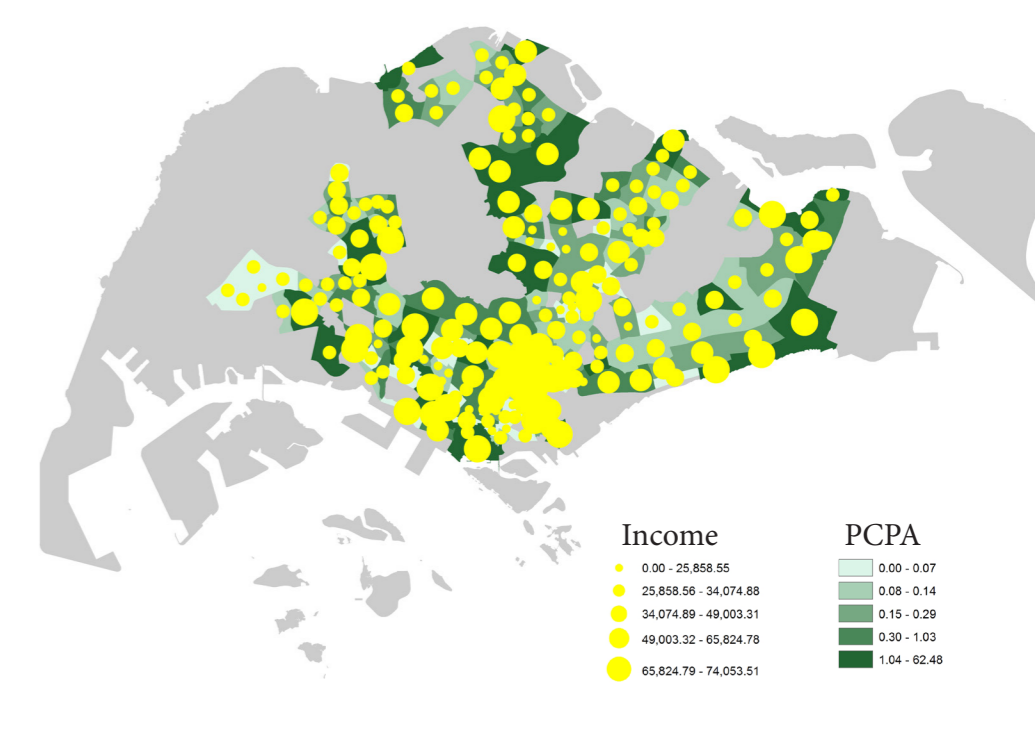 Income
0.00 - 25,858.55
25,858.56 - 34,074.88
34,074.89 - 49,003.31
49,003.32 - 65,824.78
65,824.79 - 74,053.51
PCPA
0.00 - 0.07
0.08 - 0.14
0.15 - 0.29
0.30 - 1.03
1.04 - 62.48